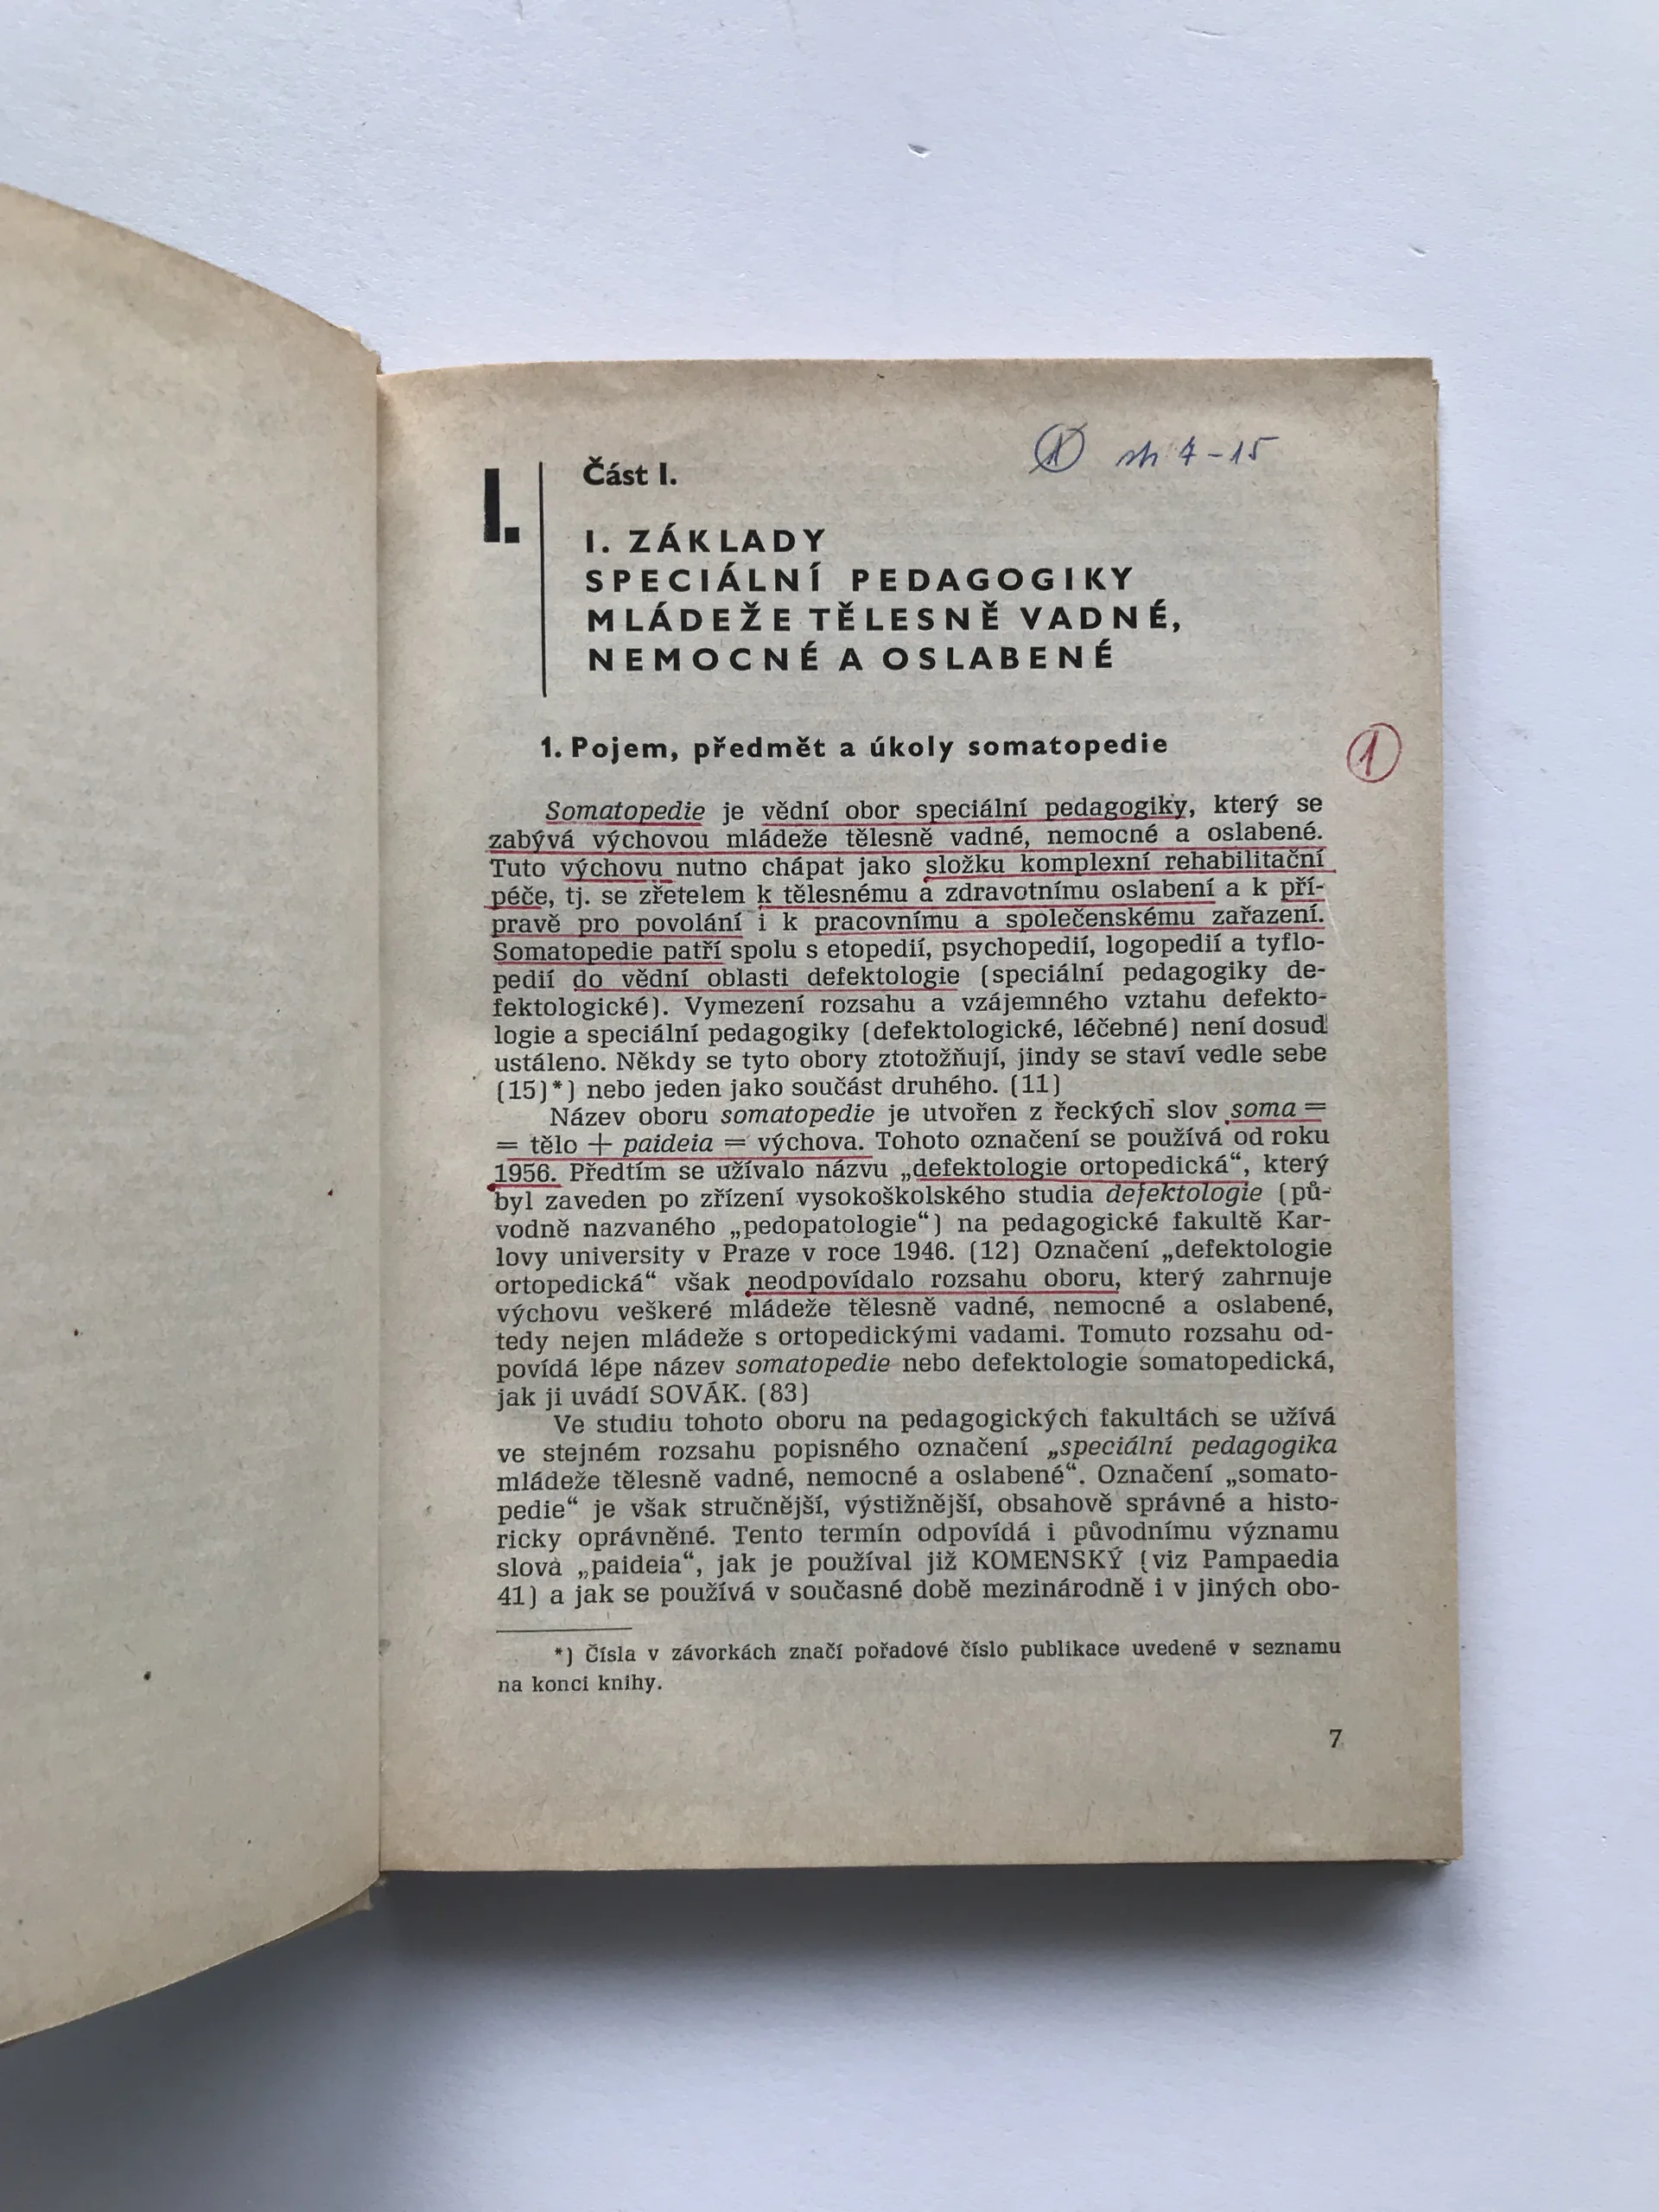 ① str 7-15
I.
Část I.
I. ZÁKLADY
SPECIÁLNÍ PEDAGOGIKY
MLÁDEŽE TĚLESNĚ VADNÉ,
NEMOCNÉ A OSLABENÉ
1. Pojem, předmět a úkoly somatopedie
①
Somatopedie je vědní obor speciální pedagogiky, který se
zabývá výchovou mládeže tělesně vadné, nemocné a oslabené.
Tuto výchovu nutno chápat jako složku komplexní rehabilitační
péče, tj. se zřetelem k tělesnému a zdravotnímu oslabení a k pří-
pravě pro povolání i k pracovnímu a společenskému zařazení.
Somatopedie patří spolu s etopedií, psychopedií, logopedií a tyflo-
pedií do vědní oblasti defektologie (speciální pedagogiky de-
fektologické). Vymezení rozsahu a vzájemného vztahu defekto-
logie a speciální pedagogiky (defektologické, léčebné) není dosud
ustáleno. Někdy se tyto obory ztotožňují, jindy se staví vedle sebe
(15)*) nebo jeden jako součást druhého. (11)
Název oboru somatopedie je utvořen z řeckých slov soma =
= tělo + paideia = výchova. Tohoto označení se používá od roku
1956. Předtím se užívalo názvu „defektologie ortopedická“, který
byl zaveden po zřízení vysokoškolského studia defektologie (pů-
vodně nazvaného „pedopatologie“) na pedagogické fakultě Kar-
lovy university v Praze v roce 1946. (12) Označení „defektologie
ortopedická“ však neodpovídalo rozsahu oboru, který zahrnuje
výchovu veškeré mládeže tělesně vadné, nemocné a oslabené,
tedy nejen mládeže s ortopedickými vadami. Tomuto rozsahu od-
povídá lépe název somatopedie nebo defektologie somatopedická,
jak ji uvádí SOVÁK. (83)
Ve studiu tohoto oboru na pedagogických fakultách se užívá
ve stejném rozsahu popisného označení „speciální pedagogika
mládeže tělesně vadné, nemocné a oslabené“. Označení „somato-
pedie“ je však stručnější, výstižnější, obsahově správné a histo-
ricky oprávněné. Tento termín odpovídá i původnímu významu
slova „paideia“, jak je používal již KOMENSKÝ (viz Pampaedia
41) a jak se používá v současné době mezinárodně i v jiných obo-
*) Čísla v závorkách značí pořadové číslo publikace uvedené v seznamu
na konci knihy.
7